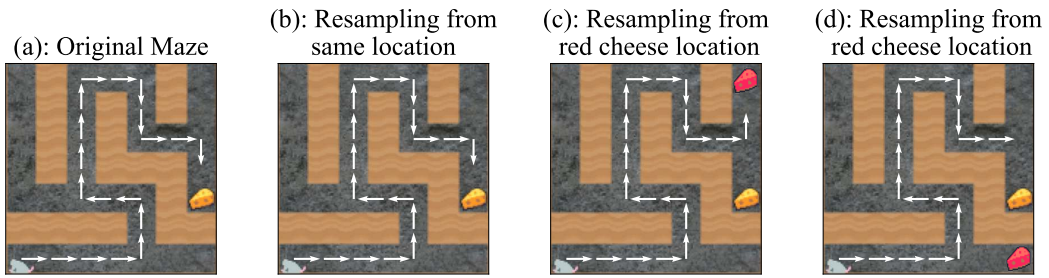 (a): Original Maze
(b): Resampling from
same location
(c): Resampling from
red cheese location
(d): Resampling from
red cheese location